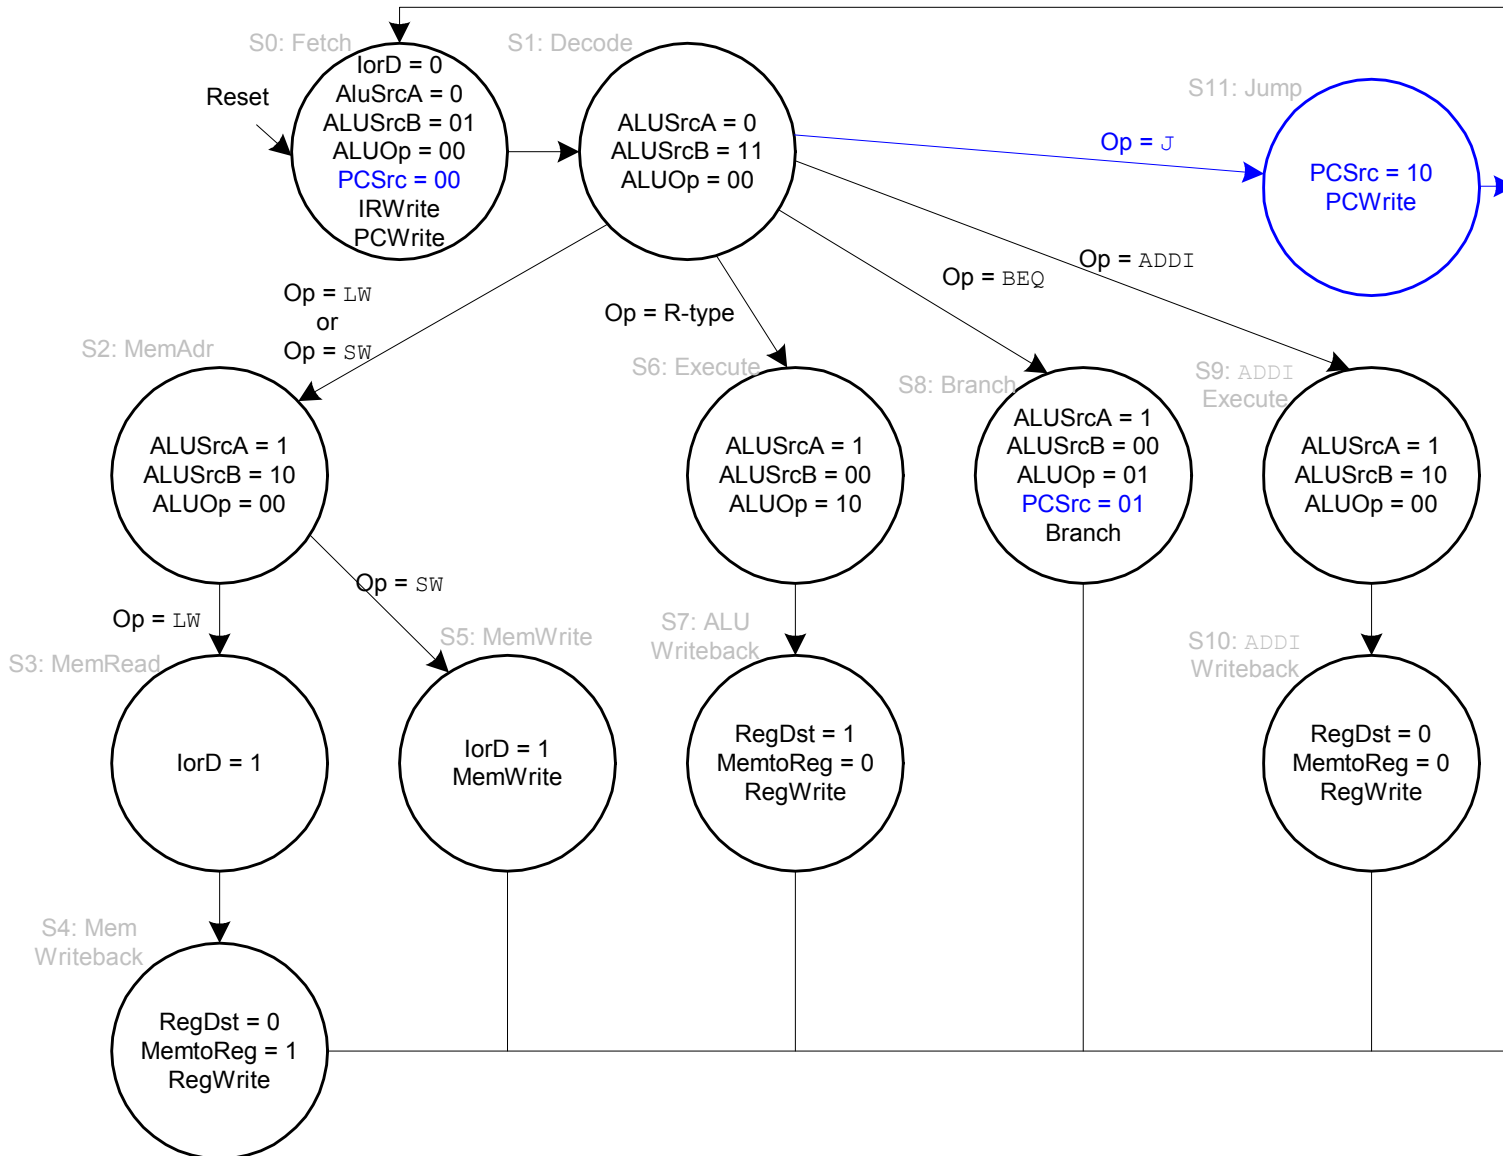 S0: Fetch
S1: Decode
Reset
IorD = 0
AluSrcA = 0
ALUSrcB = 01
ALUOp = 00
PCSrc = 00
IRWrite
PCWrite
ALUSrcA = 0
ALUSrcB = 11
ALUOp = 00
S11: Jump
Op = J
PCSrc = 10
PCWrite
Op = LW
or
Op = SW
Op = R-type
Op = BEQ
Op = ADDI
S2: MemAdr
ALUSrcA = 1
ALUSrcB = 10
ALUOp = 00
S6: Execute
ALUSrcA = 1
ALUSrcB = 00
ALUOp = 10
S8: Branch
ALUSrcA = 1
ALUSrcB = 00
ALUOp = 01
PCSrc = 01
Branch
S9: ADDI
Execute
ALUSrcA = 1
ALUSrcB = 10
ALUOp = 00
Op = LW
Op = SW
S3: MemRead
IorD = 1
S5: MemWrite
IorD = 1
MemWrite
S7: ALU
Writeback
RegDst = 1
MemtoReg = 0
RegWrite
S10: ADDI
Writeback
RegDst = 0
MemtoReg = 0
RegWrite
S4: Mem
Writeback
RegDst = 0
MemtoReg = 1
RegWrite